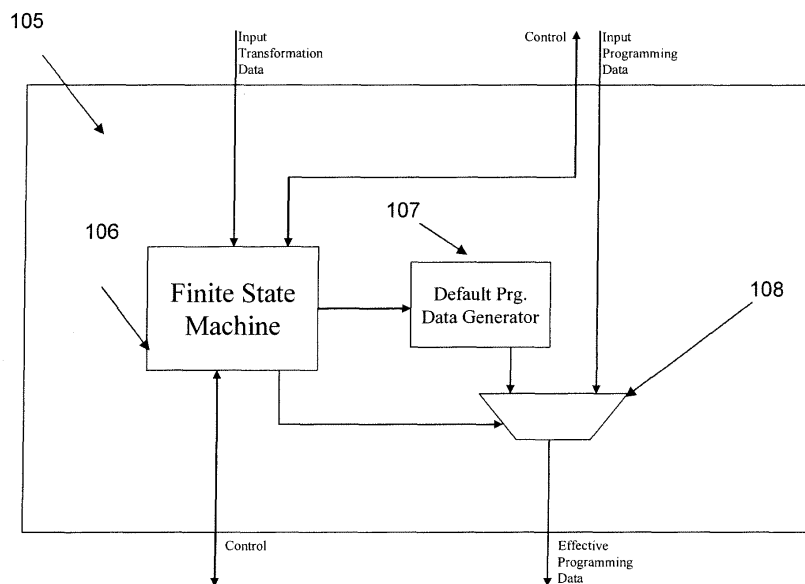 105
Input
Transformation
Data
Control
Input
Programming
Data
107
106
Finite State
Machine
Default Prg.
Data Generator
108
Control
Effective
Programming
Data